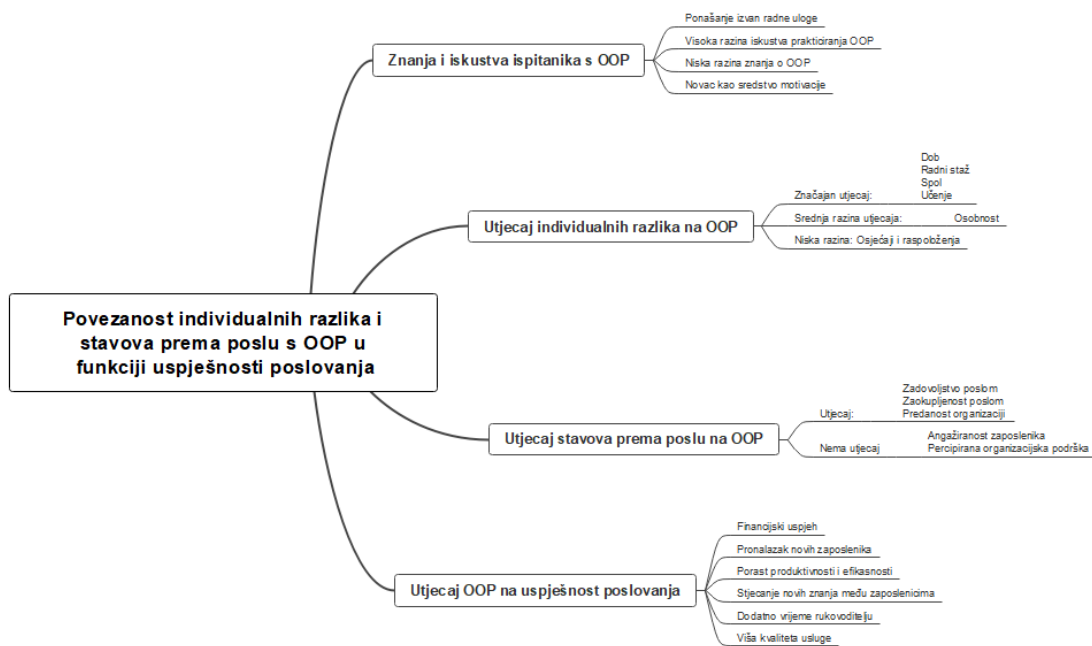 Povezanost individualnih razlika i
stavova prema poslu s OOP u
funkciji uspješnosti poslovanja
Znanja i iskustva ispitanika s OOP
Ponašanje izvan radne uloge
Visoka razina iskustva prakticiranja OOP
Niska razina znanja o OOP
Novac kao sredstvo motivacije
Utjecaj individualnih razlika na OOP
Značajan utjecaj:
Dob
Radni staž
Spol
Učenje
Srednja razina utjecaja:
Osobnost
Niska razina: Osjećaji i raspoloženja
Utjecaj stavova prema poslu na OOP
Utjecaj:
Zadovoljstvo poslom
Zaokupljenost poslom
Predanost organizaciji
Nema utjecaj
Angažiranost zaposlenika
Percipirana organizacijska podrška
Utjecaj OOP na uspješnost poslovanja
Financijski uspjeh
Pronalazak novih zaposlenika
Porast produktivnosti i efikasnosti
Stjecanje novih znanja među zaposlenicima
Dodatno vrijeme rukovoditelju
Viša kvaliteta usluge